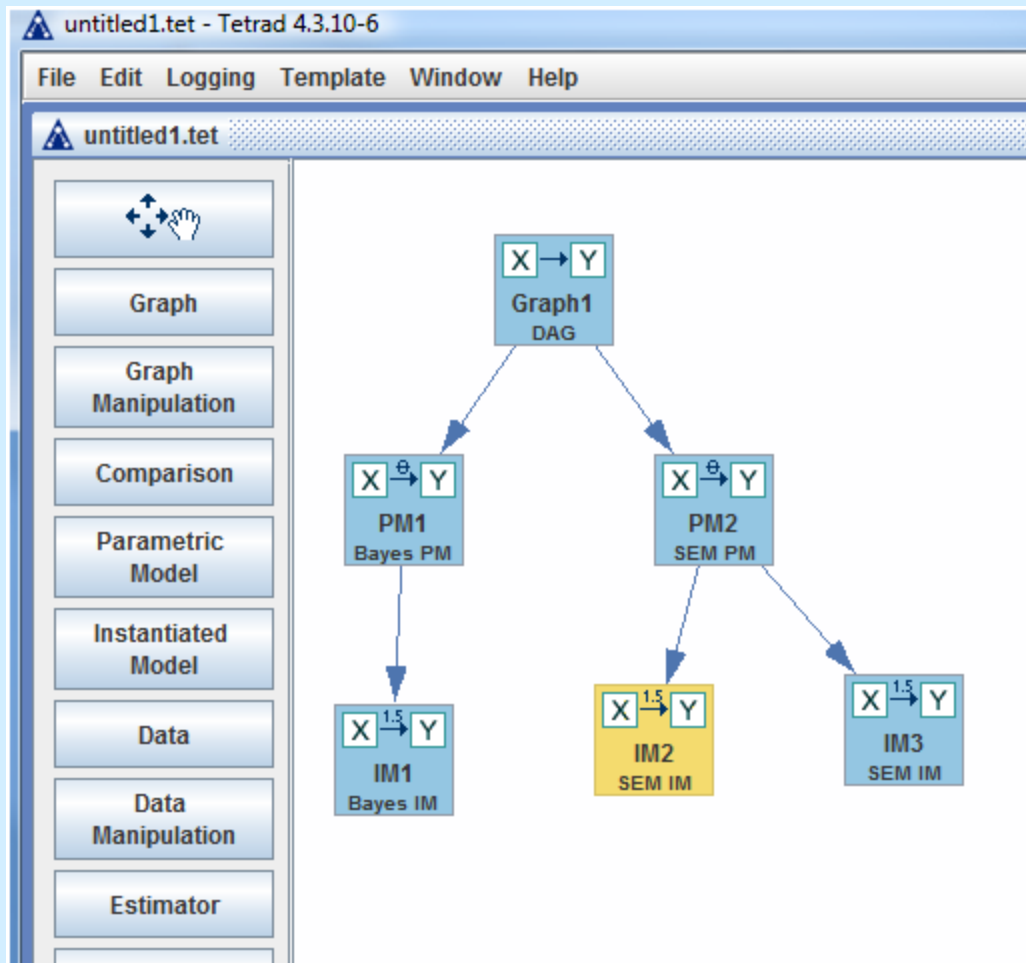 untitled1.tet - Tetrad 4.3.10-6
File Edit Logging Template Window Help
untitled1.tet
Graph
Graph
Manipulation
Comparison
Parametric
Model
Instantiated
Model
Data
Data
Manipulation
Estimator
X Y
Graph1
DAG
X θ Y
PM1
Bayes PM
X θ Y
PM2
SEM PM
X 1.5 Y
IM1
Bayes IM
X 1.5 Y
IM2
SEM IM
X 1.5 Y
IM3
SEM IM